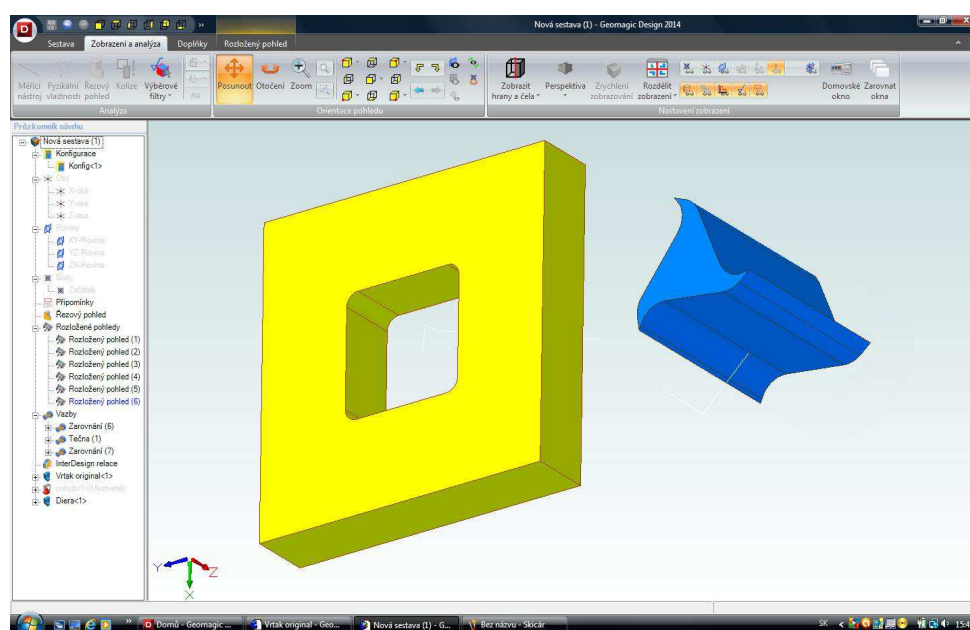 Nová sestava (1) - Geomagic Design 2014
Sestava Zobrazení a analýza Doplňky Rozložený pohled
Měřicí nástroj Fyzikální vlastnosti Řezový pohled Kolize Výběrové filtry
Posunout Otočení Zoom
Zobrazit hrany a čela Perspektiva Zrychlení zobrazování Rozdělit zobrazení
Domovské okno Zarovnat okna
Analýza Orientace pohledu Nastavení zobrazení
Průzkumník návrhu
Nová sestava (1)
Konfigurace
Konfig<1>
Osy
X-osa
Y-osa
Z-osa
Roviny
XY-Rovina
YZ-Rovina
ZX-Rovina
Body
Začátek
Připomínky
Řezový pohled
Rozložené pohledy
Rozložený pohled (1)
Rozložený pohled (2)
Rozložený pohled (3)
Rozložený pohled (4)
Rozložený pohled (5)
Rozložený pohled (6)
Vazby
Zarovnání (6)
Tečna (1)
Zarovnání (7)
InterDesign relace
Vrtak original<1>
pohyb<1>(Ukotvené)
Diera<1>
Y Z
X
Domů - Geomagic ... Vrtak original - Geo... Nová sestava (1) - G... Bez názvu - Skicár SK